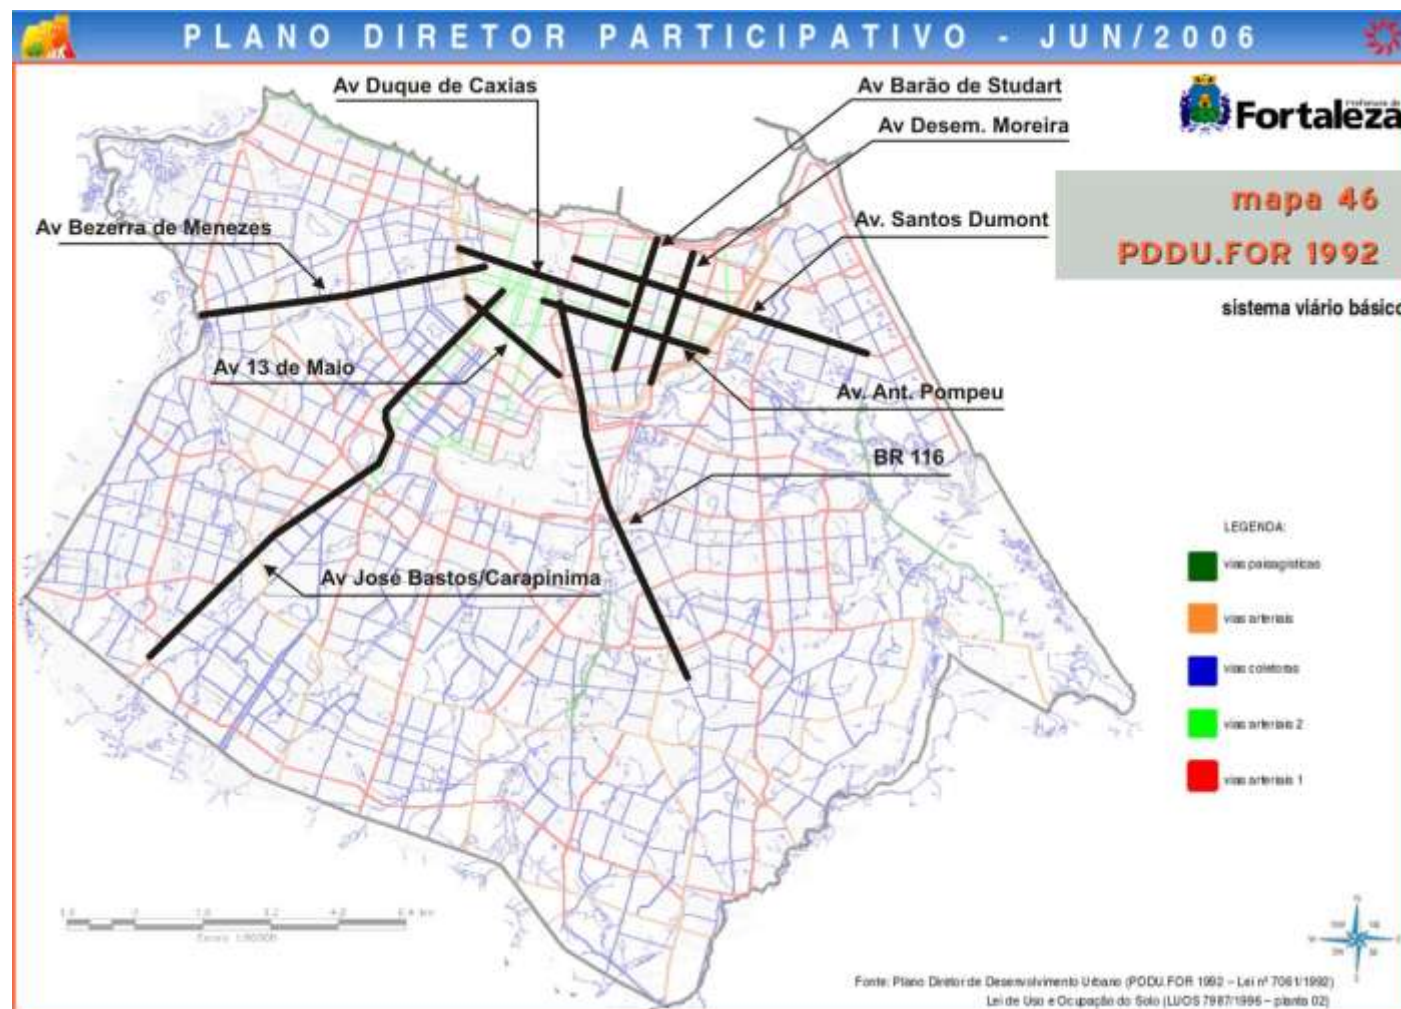 PLANO DIRETOR PARTICIPATIVO - JUN/2006
Av Duque de Caxias
Av Barão de Studart
Prefeitura de
Fortaleza
Av Desem. Moreira
mapa 46
Av Bezerra de Menezes
Av. Santos Dumont
PDDU.FOR 1992
sistema viário básico
Av 13 de Maio
Av. Ant. Pompeu
BR 116
LEGENDA:
vias paisagísticas
Av José Bastos/Carapinima
vias arteriais
vias coletoras
vias arteriais 2
vias arteriais 1
Fonte: Plano Diretor de Desenvolvimento Urbano (PDDU.FOR 1992 – Lei nº 7061/1992)
Lei de Uso e Ocupação do Solo (LUOS 7987/1996 – planta 02)